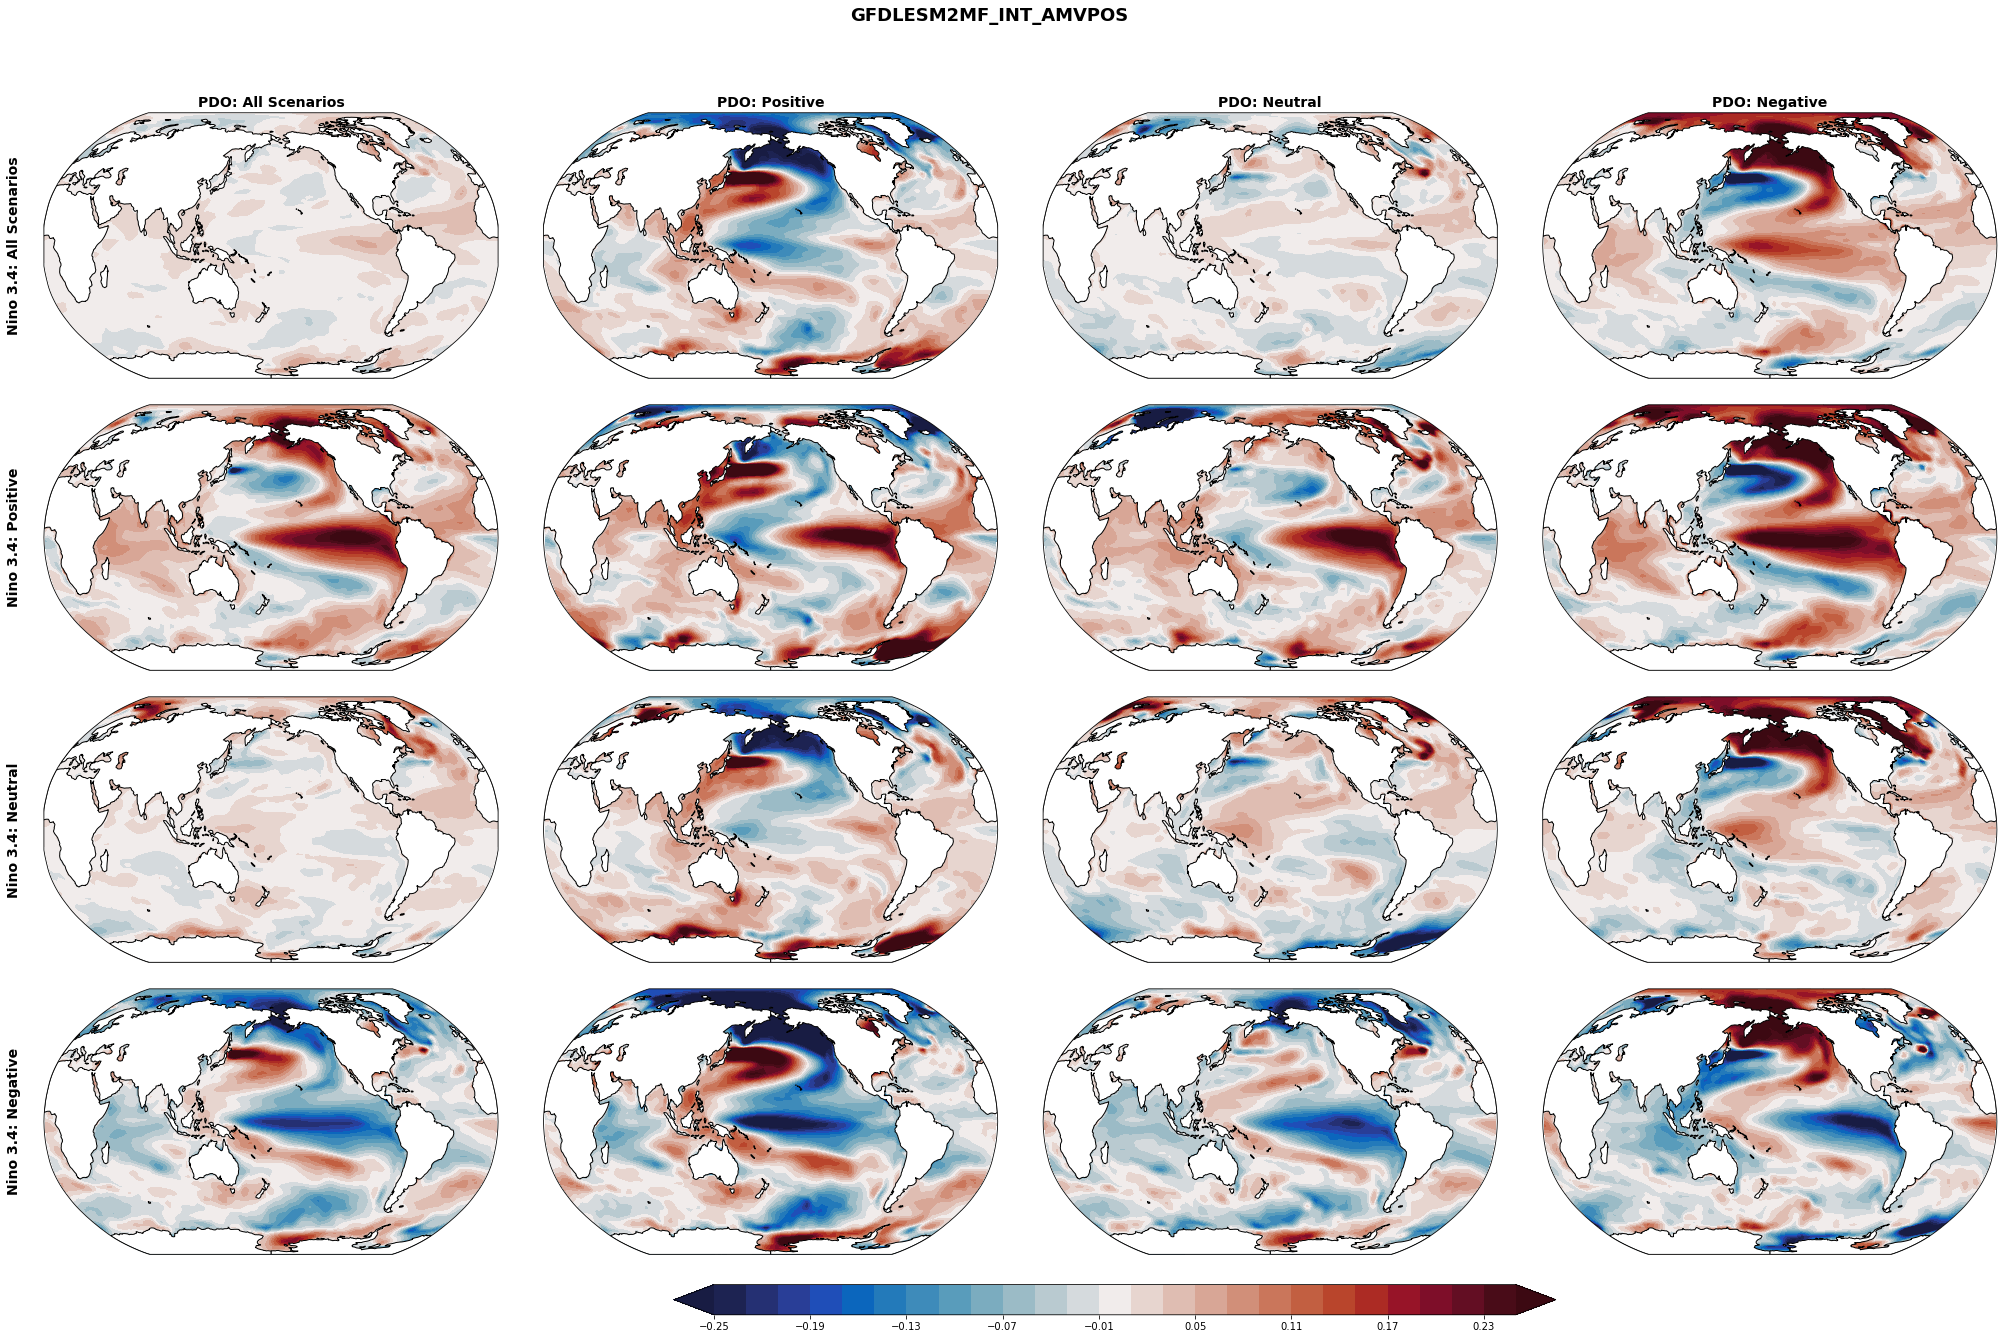 GFDLESM2MF_INT_AMVPOS
PDO: All Scenarios
PDO: Positive
PDO: Neutral
PDO: Negative
Nino 3.4: All Scenarios
Nino 3.4: Positive
Nino 3.4: Neutral
Nino 3.4: Negative
−0.25 −0.19 −0.13 −0.07 −0.01 0.05 0.11 0.17 0.23